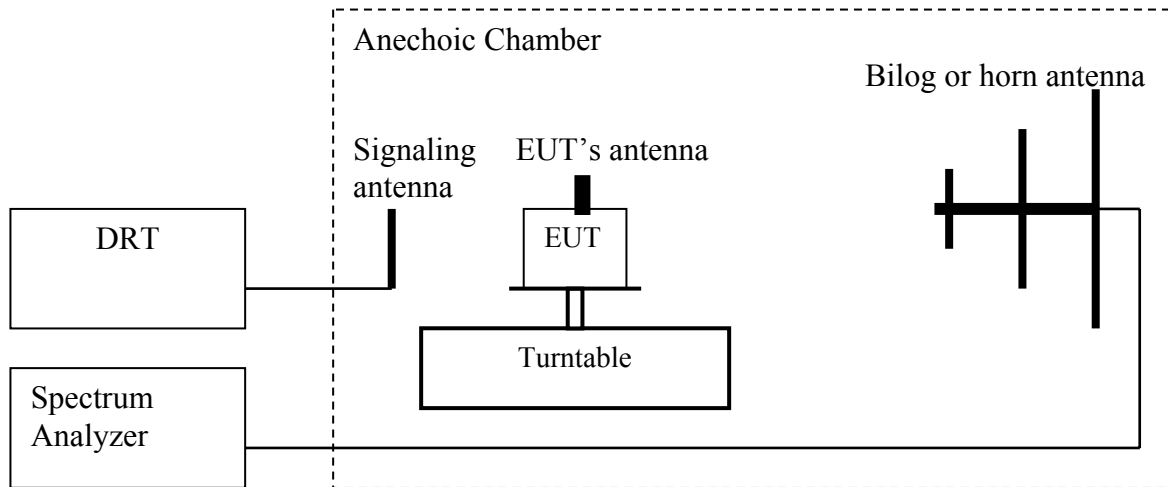 Anechoic Chamber
Bilog or horn antenna
Signaling
antenna
EUT’s antenna
DRT
EUT
Turntable
Spectrum
Analyzer